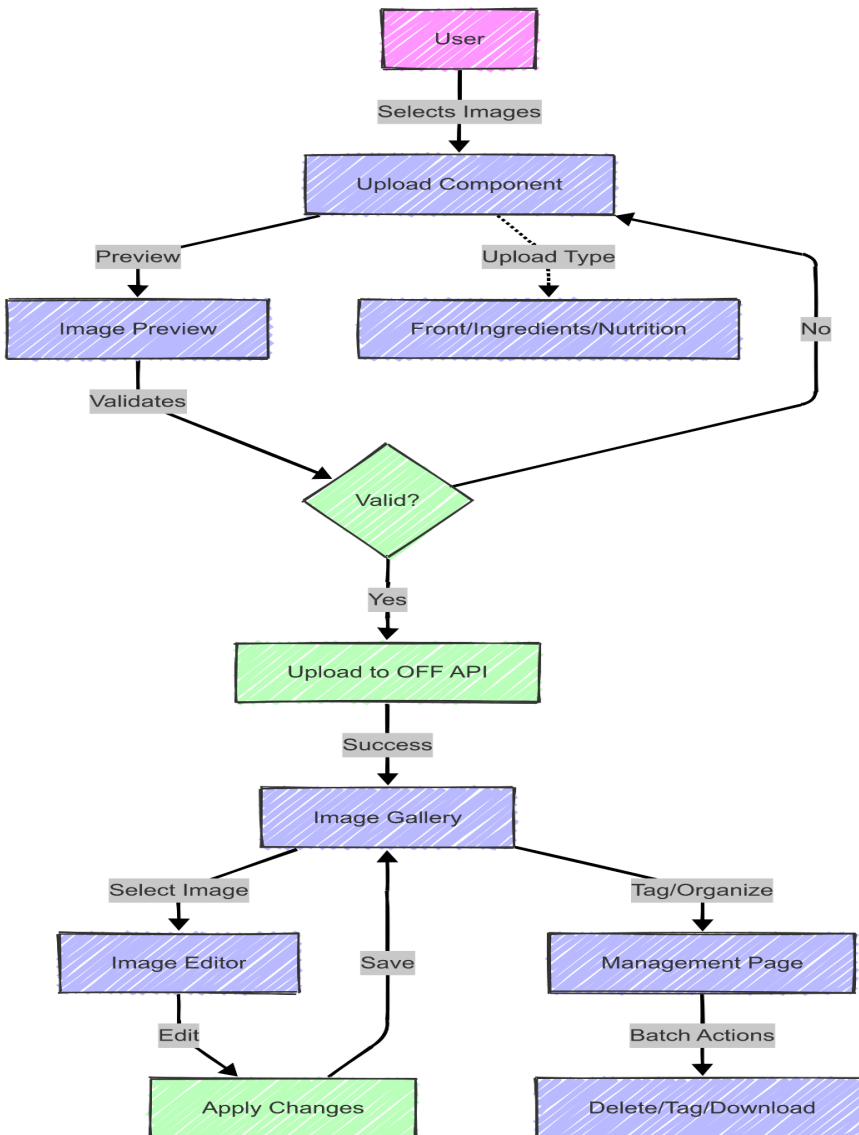 User
Selects Images
Upload Component
Preview
Upload Type
Image Preview
Front/Ingredients/Nutrition
No
Validates
Valid?
Yes
Upload to OFF API
Success
Image Gallery
Select Image
Tag/Organize
Image Editor
Save
Management Page
Edit
Batch Actions
Apply Changes
Delete/Tag/Download